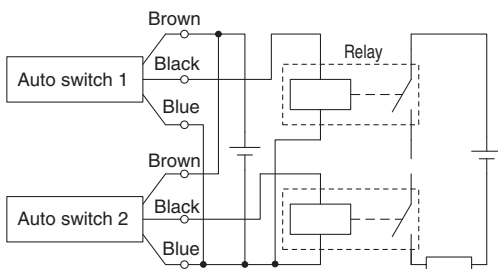 Brown
Auto switch 1
Black
Blue
Relay
Brown
Auto switch 2
Black
Blue